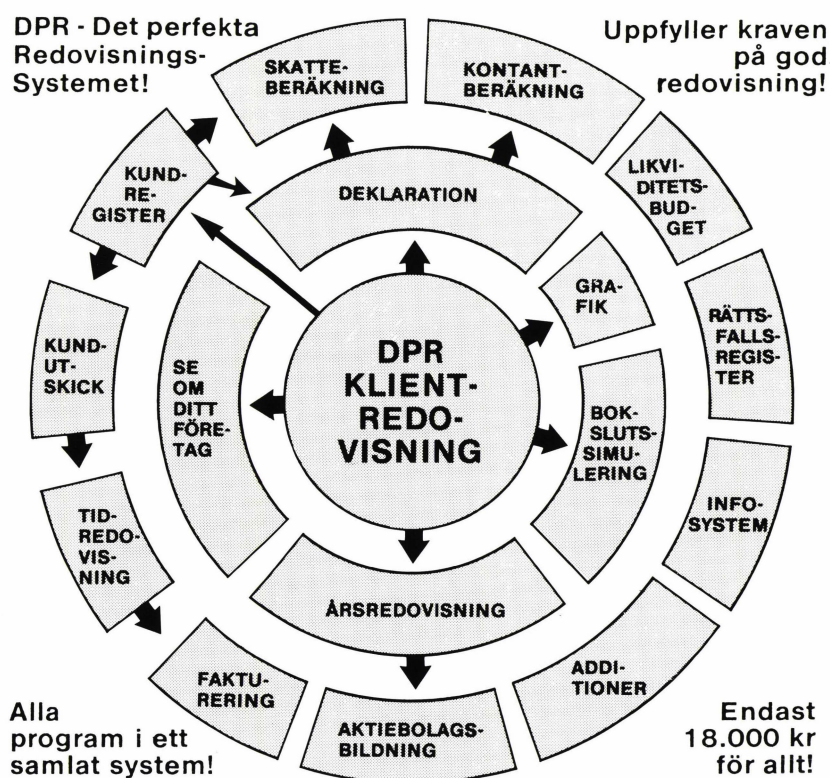 DPR - Det perfekta
Redovisnings-
Systemet!
Uppfyller kraven
på god
redovisning!
SKATTE-
BERÄKNING
KONTANT-
BERÄKNING
LIKVI-
DITETS-
BUD-
GET
RÄTTS-
FALLS-
REGIS-
TER
INFO-
SYSTEM
ADDI-
TIONER
AKTIEBOLAGS-
BILDNING
FAKTU-
RERING
TID-
REDO-
VIS-
NING
KUND-
UT-
SKICK
KUND-
RE-
GISTER
DEKLARATION
GRA-
FIK
BOK-
SLUTS-
SIMU-
LERING
ÅRSREDOVISNING
SE
OM
DITT
FÖRE-
TAG
DPR
KLIENT-
REDO-
VISNING
Alla
program i ett
samlat system!
Endast
18.000 kr
för allt!